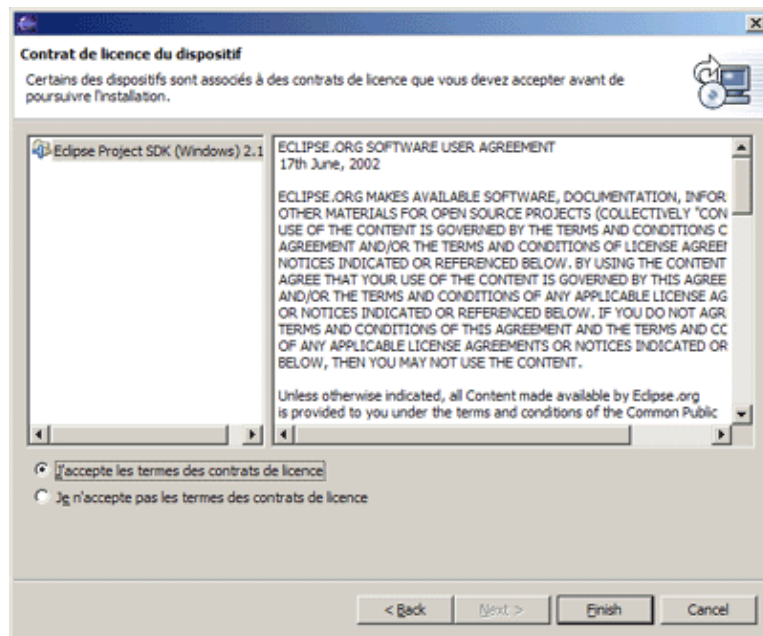 Contrat de licence du dispositif
Certains des dispositifs sont associés à des contrats de licence que vous devez accepter avant de
poursuivre l'installation.
Eclipse Project SDK (Windows) 2.1
ECLIPSE.ORG SOFTWARE USER AGREEMENT
17th June, 2002
ECLIPSE.ORG MAKES AVAILABLE SOFTWARE, DOCUMENTATION, INFOR
OTHER MATERIALS FOR OPEN SOURCE PROJECTS (COLLECTIVELY "CON
USE OF THE CONTENT IS GOVERNED BY THE TERMS AND CONDITIONS C
AGREEMENT AND/OR THE TERMS AND CONDITIONS OF LICENSE AGREE
NOTICES INDICATED OR REFERENCED BELOW. BY USING THE CONTENT
AGREE THAT YOUR USE OF THE CONTENT IS GOVERNED BY THIS AGREE
AND/OR THE TERMS AND CONDITIONS OF ANY APPLICABLE LICENSE AG
OR NOTICES INDICATED OR REFERENCED BELOW. IF YOU DO NOT AGR
TERMS AND CONDITIONS OF THIS AGREEMENT AND THE TERMS AND CC
OF ANY APPLICABLE LICENSE AGREEMENTS OR NOTICES INDICATED OR
BELOW, THEN YOU MAY NOT USE THE CONTENT.
Unless otherwise indicated, all Content made available by Eclipse.org
is provided to you under the terms and conditions of the Common Public
J'accepte les termes des contrats de licence
Je n'accepte pas les termes des contrats de licence
< Back Next > Finish Cancel